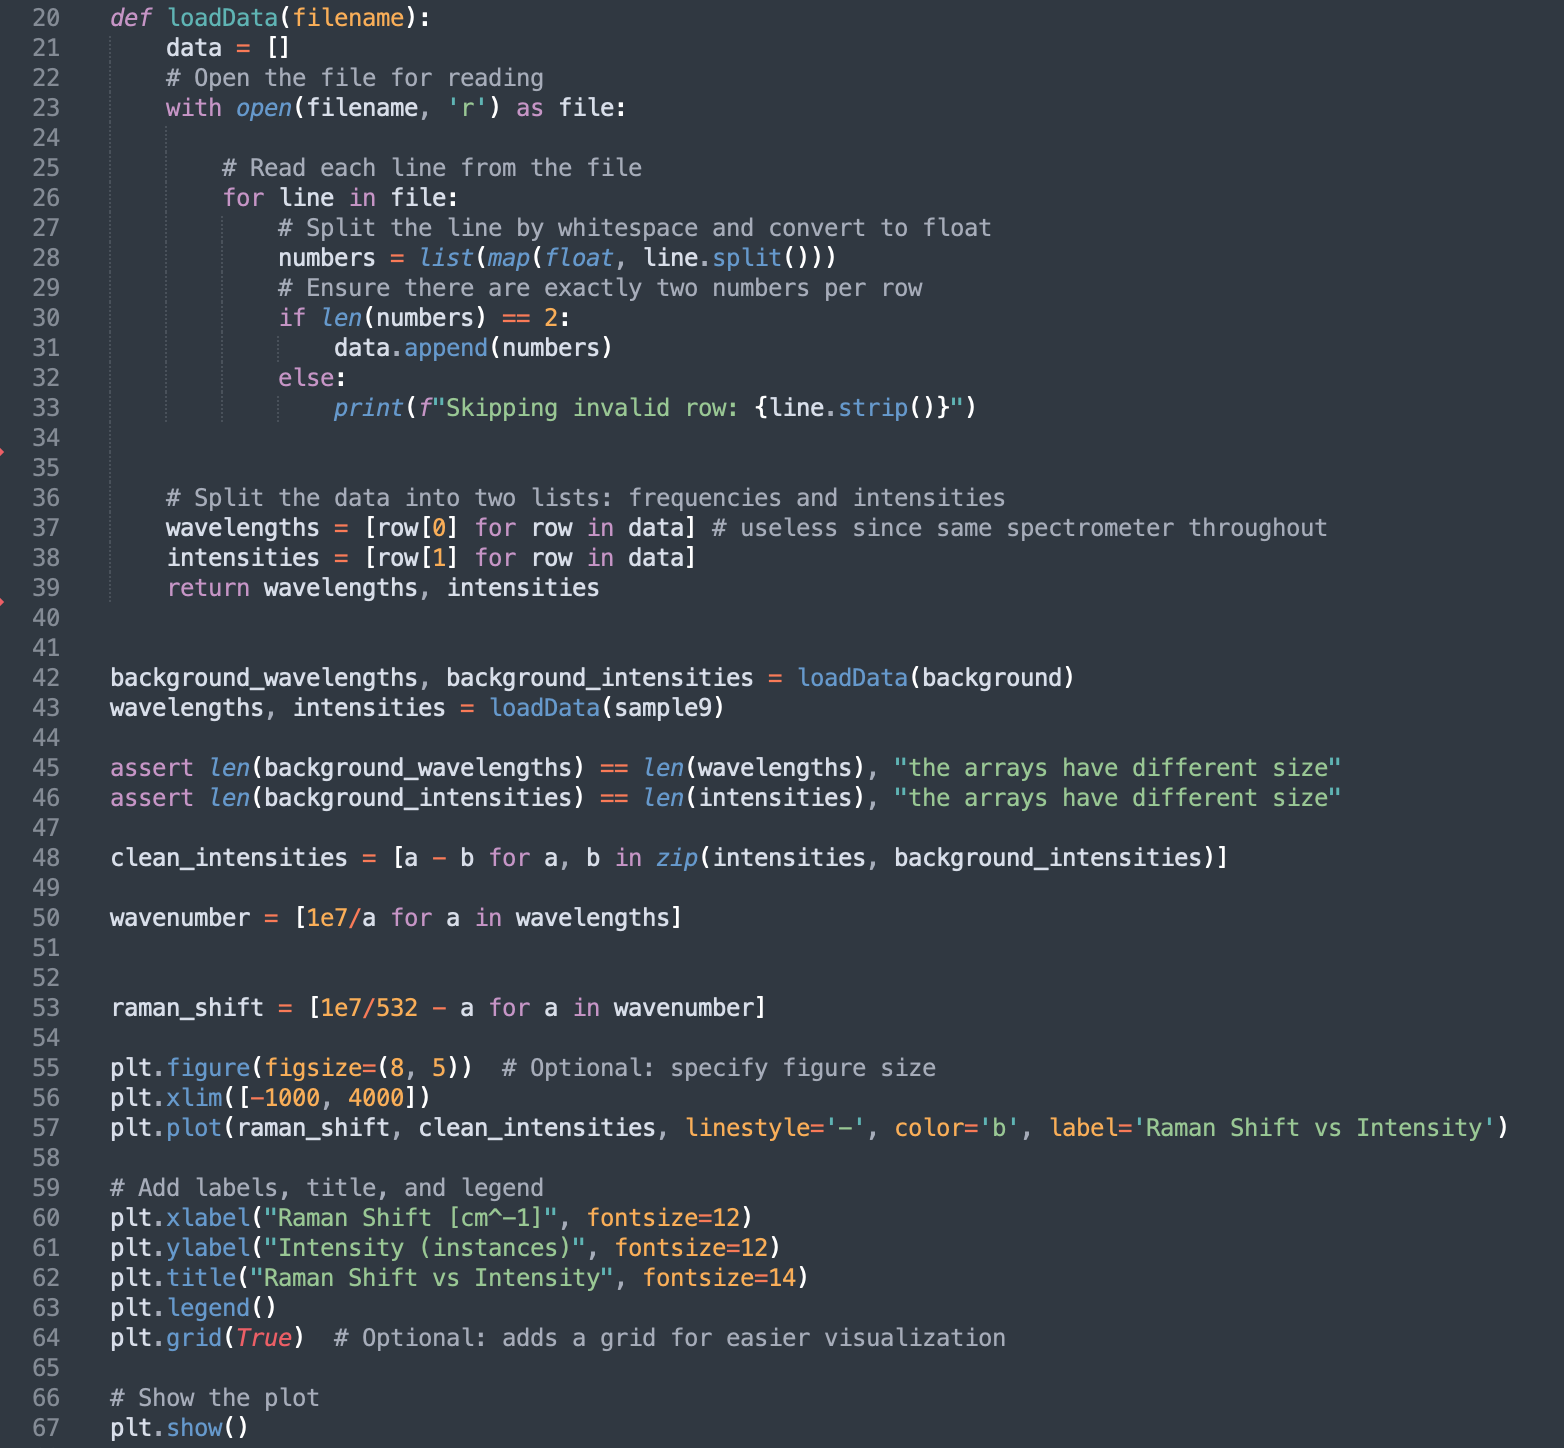 20 def loadData(filename):
21     data = []
22     # Open the file for reading
23     with open(filename, 'r') as file:
24
25         # Read each line from the file
26         for line in file:
27             # Split the line by whitespace and convert to float
28             numbers = list(map(float, line.split()))
29             # Ensure there are exactly two numbers per row
30             if len(numbers) == 2:
31                 data.append(numbers)
32             else:
33                 print(f"Skipping invalid row: {line.strip()}")
34
35
36     # Split the data into two lists: frequencies and intensities
37     wavelengths = [row[0] for row in data] # useless since same spectrometer throughout
38     intensities = [row[1] for row in data]
39     return wavelengths, intensities
40
41
42 background_wavelengths, background_intensities = loadData(background)
43 wavelengths, intensities = loadData(sample9)
44
45 assert len(background_wavelengths) == len(wavelengths), "the arrays have different size"
46 assert len(background_intensities) == len(intensities), "the arrays have different size"
47
48 clean_intensities = [a - b for a, b in zip(intensities, background_intensities)]
49
50 wavenumber = [1e7/a for a in wavelengths]
51
52
53 raman_shift = [1e7/532 - a for a in wavenumber]
54
55 plt.figure(figsize=(8, 5))  # Optional: specify figure size
56 plt.xlim([-1000, 4000])
57 plt.plot(raman_shift, clean_intensities, linestyle='-', color='b', label='Raman Shift vs Intensity')
58
59 # Add labels, title, and legend
60 plt.xlabel("Raman Shift [cm^-1]", fontsize=12)
61 plt.ylabel("Intensity (instances)", fontsize=12)
62 plt.title("Raman Shift vs Intensity", fontsize=14)
63 plt.legend()
64 plt.grid(True)  # Optional: adds a grid for easier visualization
65
66 # Show the plot
67 plt.show()